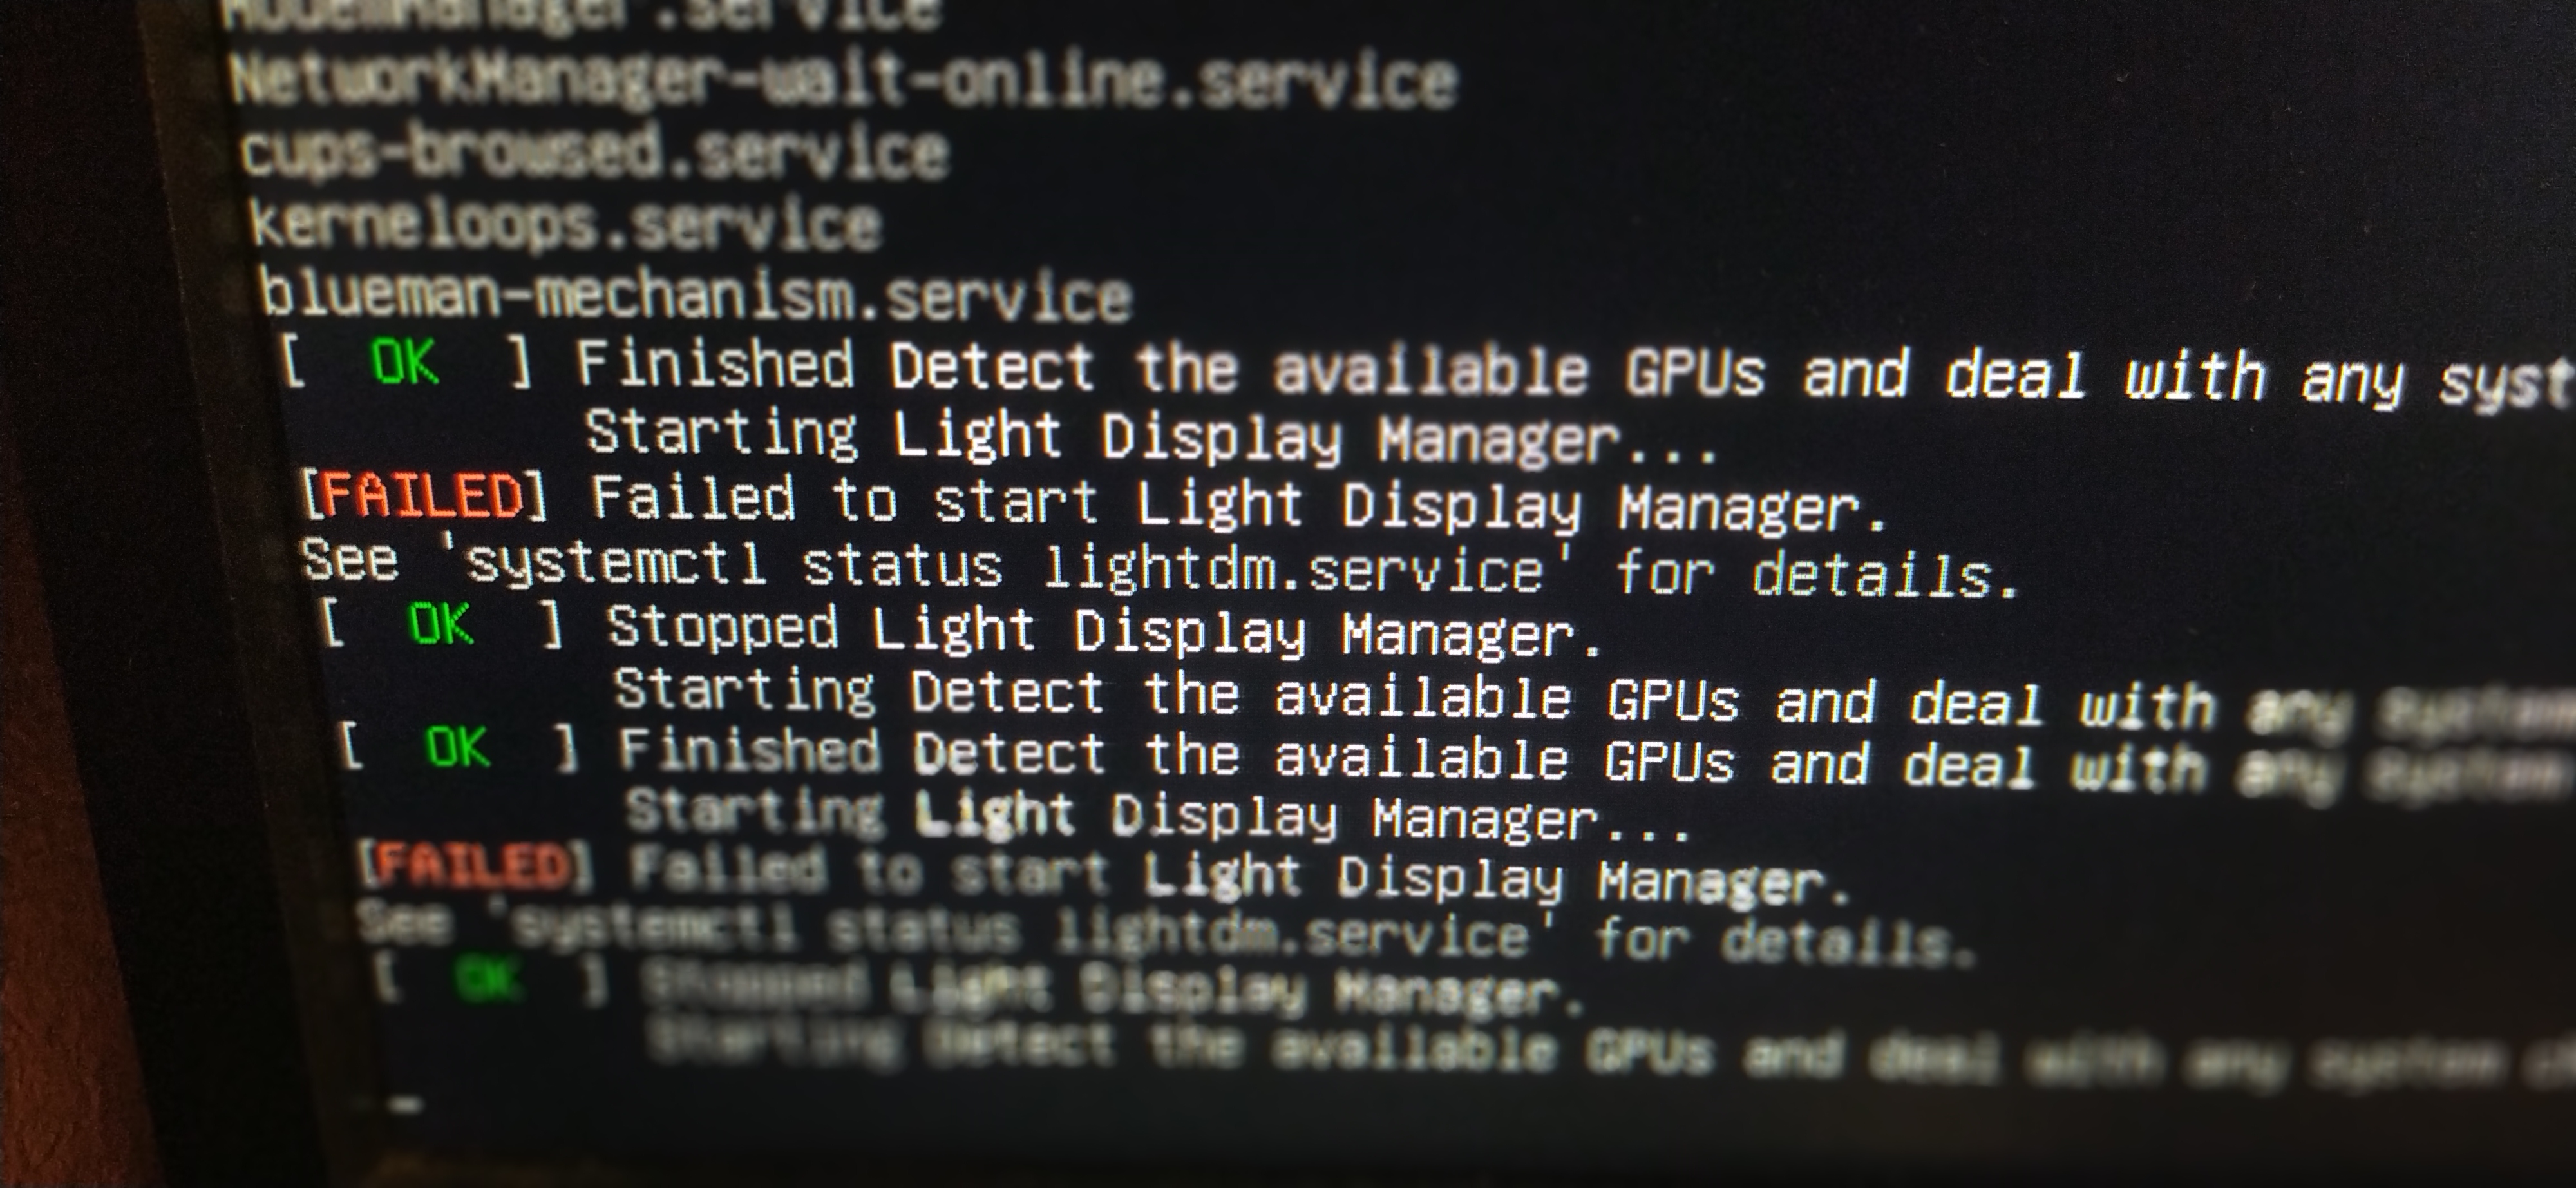 ModemManager.service
NetworkManager-wait-online.service
cups-browsed.service
kerneloops.service
blueman-mechanism.service
[  OK  ] Finished Detect the available GPUs and deal with any syst
Starting Light Display Manager...
[FAILED] Failed to start Light Display Manager.
See 'systemctl status lightdm.service' for details.
[  OK  ] Stopped Light Display Manager.
Starting Detect the available GPUs and deal with any system
[  OK  ] Finished Detect the available GPUs and deal with any system
Starting Light Display Manager...
[FAILED] Failed to start Light Display Manager.
See 'systemctl status lightdm.service' for details.
[  OK  ] Stopped Light Display Manager.
Starting Detect the available GPUs and deal with any system